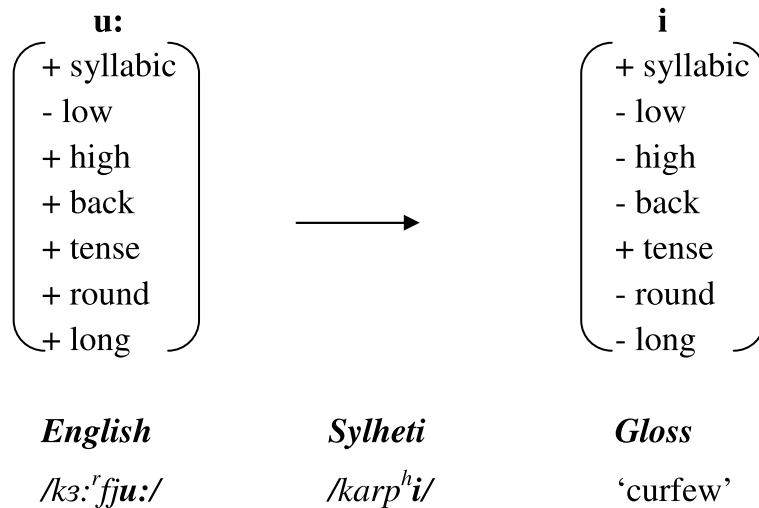 u: i
+ syllabic + syllabic
- low - low
+ high - high
+ back - back
+ tense + tense
+ round - round
+ long - long
English Sylheti Gloss
/kɜ:ʳfju:/ /karpʰi/ ‘curfew’